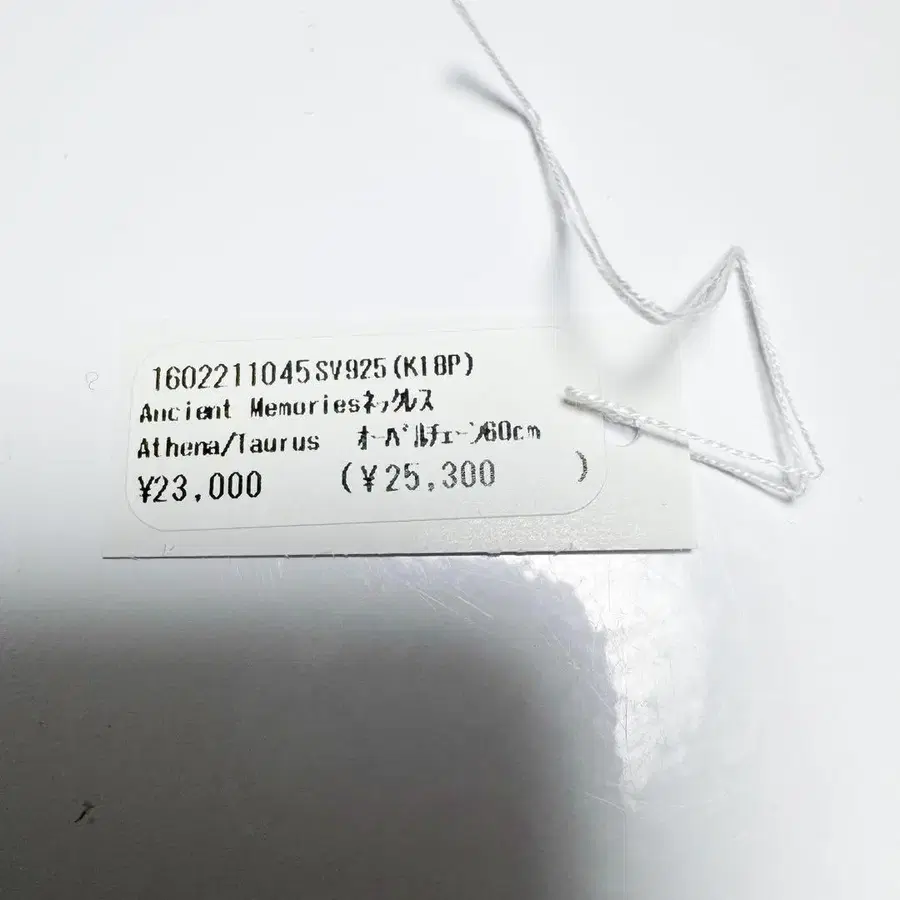 1602211045SV925(K18P)
Ancient Memoriesネックルス
Athena/Taurus オーバルチェーン60cm
¥23,000 (¥25,300 )